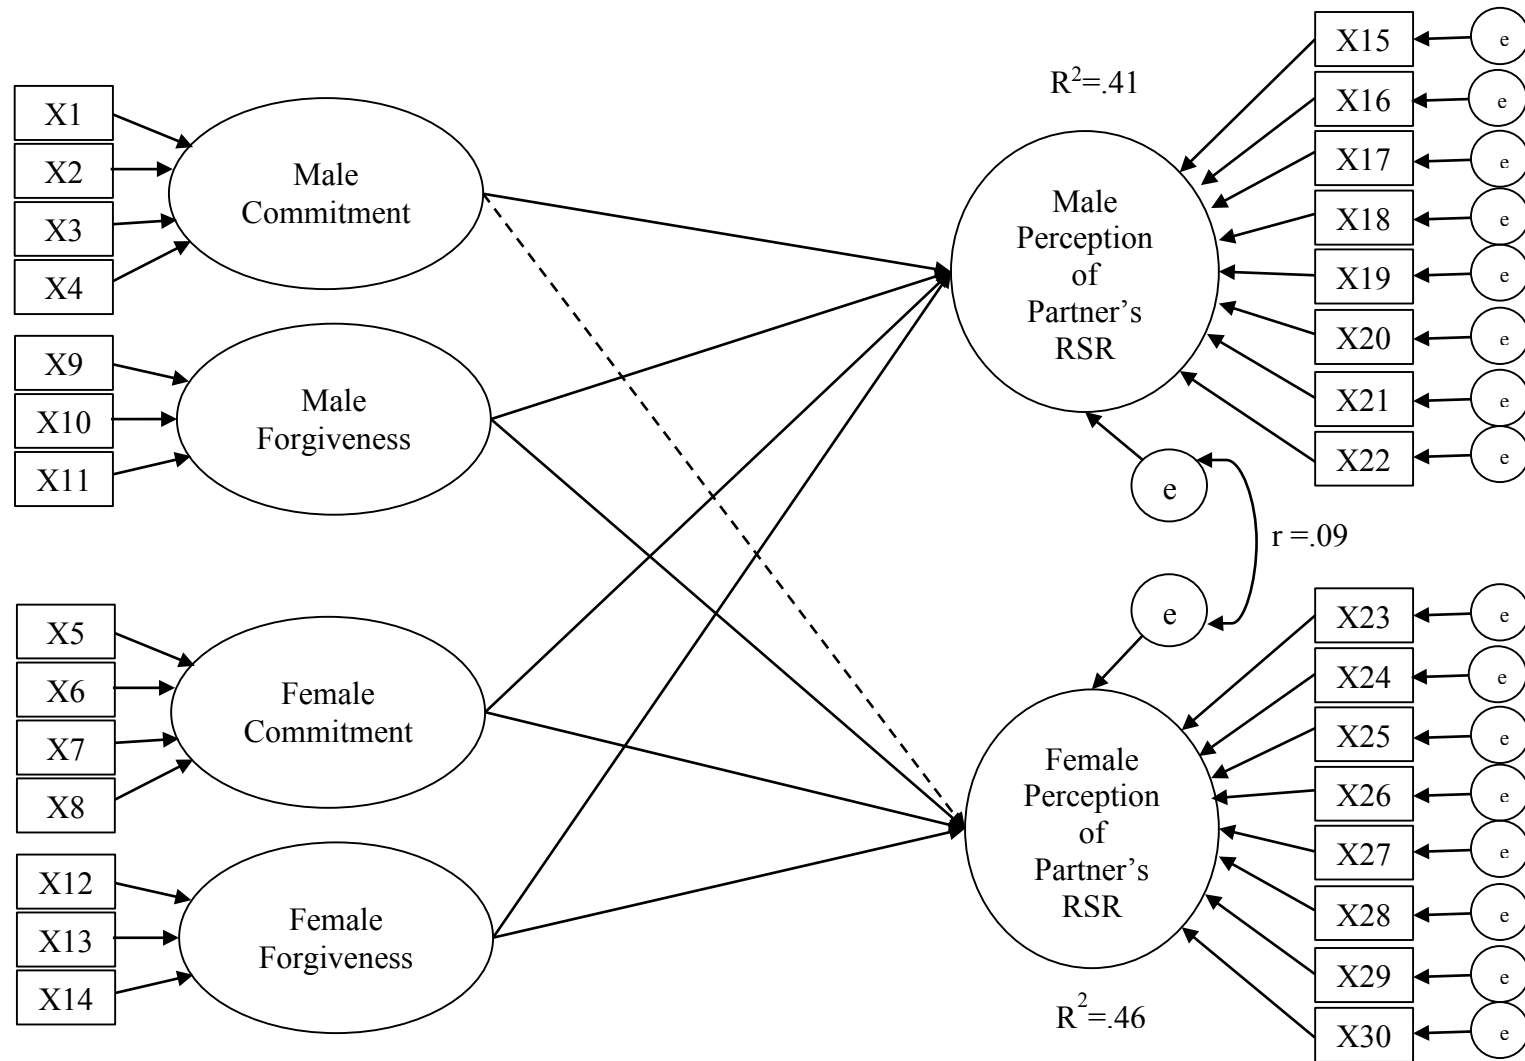 X1
X2
X3
X4
Male
Commitment
X9
X10
X11
Male
Forgiveness
X5
X6
X7
X8
Female
Commitment
X12
X13
X14
Female
Forgiveness
R²=.41
Male
Perception
of
Partner’s
RSR
X15
e
X16
e
X17
e
X18
e
X19
e
X20
e
X21
e
X22
e
e
r =.09
e
Female
Perception
of
Partner’s
RSR
R²=.46
X23
e
X24
e
X25
e
X26
e
X27
e
X28
e
X29
e
X30
e